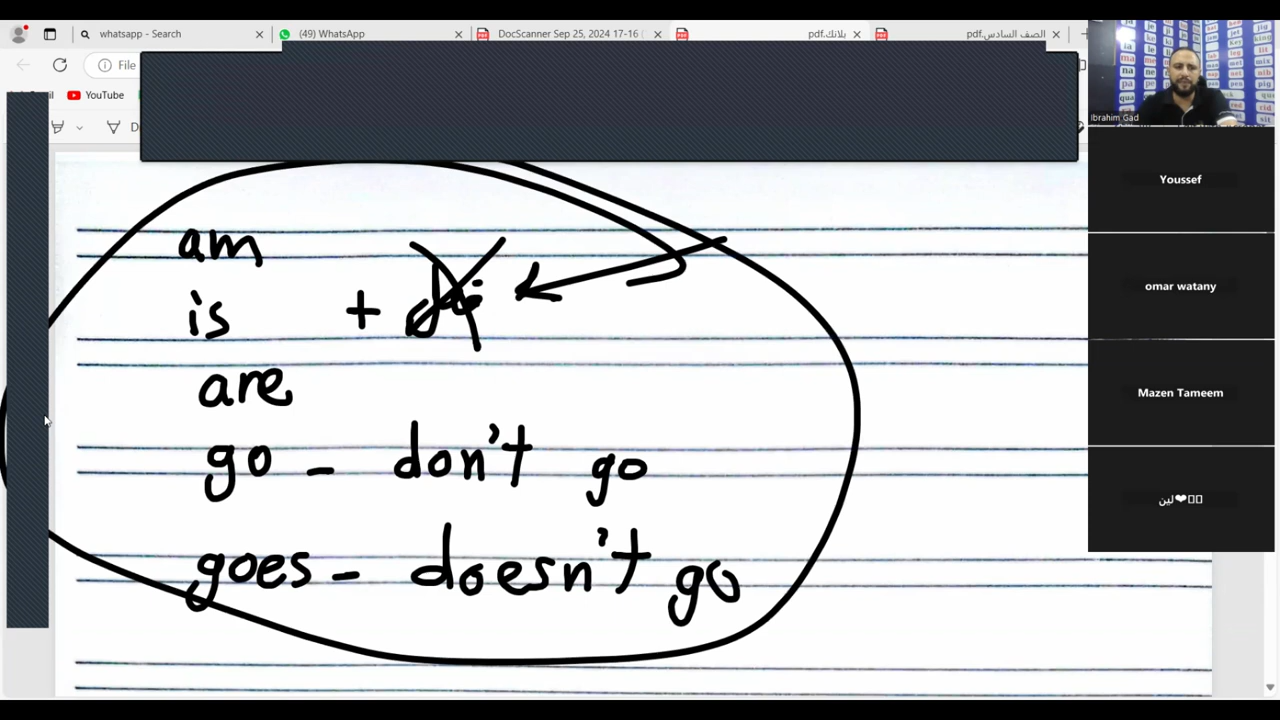 whatsapp - Search
(49) WhatsApp
DocScanner Sep 25, 2024 17-16
بلانك.pdf
الصف السادس.pdf
File
YouTube
Ibrahim Gad
Youssef
omar watany
Mazen Tameem
لين❤
am
is +
are
go - don't go
goes - doesn't go